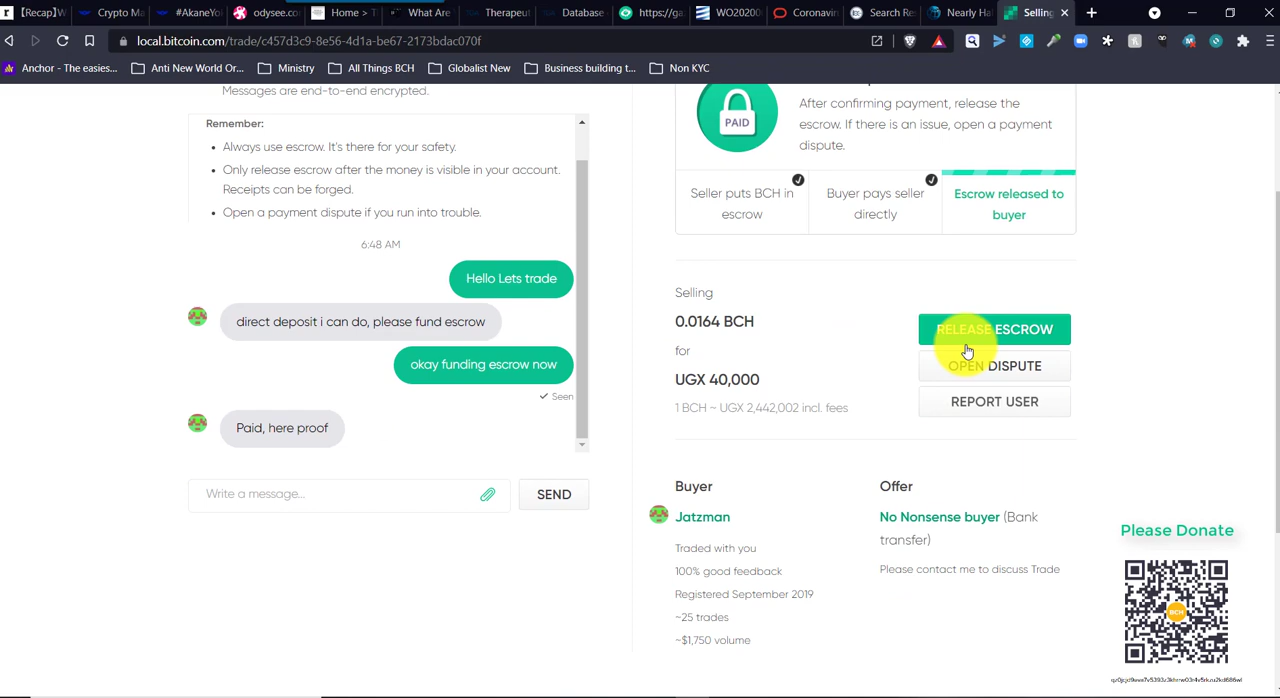 [Recap]W
Crypto Ma
#AkaneYo
odysee.co
Home > T
What Are
Therapeut
Database
https://ga
WO20200
Coronavir
Search Re
Nearly Ha
Selling
local.bitcoin.com/trade/c457d3c9-8e56-4d1a-be67-2173bdac070f
Anchor - The easies...
Anti New World Or...
Ministry
All Things BCH
Globalist New
Business building t...
Non KYC
Messages are end-to-end encrypted.
Remember:
Always use escrow. It's there for your safety.
Only release escrow after the money is visible in your account.
Receipts can be forged.
Open a payment dispute if you run into trouble.
6:48 AM
Hello Lets trade
direct deposit i can do, please fund escrow
okay funding escrow now
Seen
Paid, here proof
Write a message...
SEND
PAID
After confirming payment, release the
escrow. If there is an issue, open a payment
dispute.
Seller puts BCH in
escrow
Buyer pays seller
directly
Escrow released to
buyer
Selling
0.0164 BCH
for
UGX 40,000
1 BCH ~ UGX 2,442,002 incl. fees
RELEASE ESCROW
OPEN DISPUTE
REPORT USER
Buyer
Jatzman
Traded with you
100% good feedback
Registered September 2019
~25 trades
~$1,750 volume
Offer
No Nonsense buyer (Bank
transfer)
Please contact me to discuss Trade
Please Donate
BCH